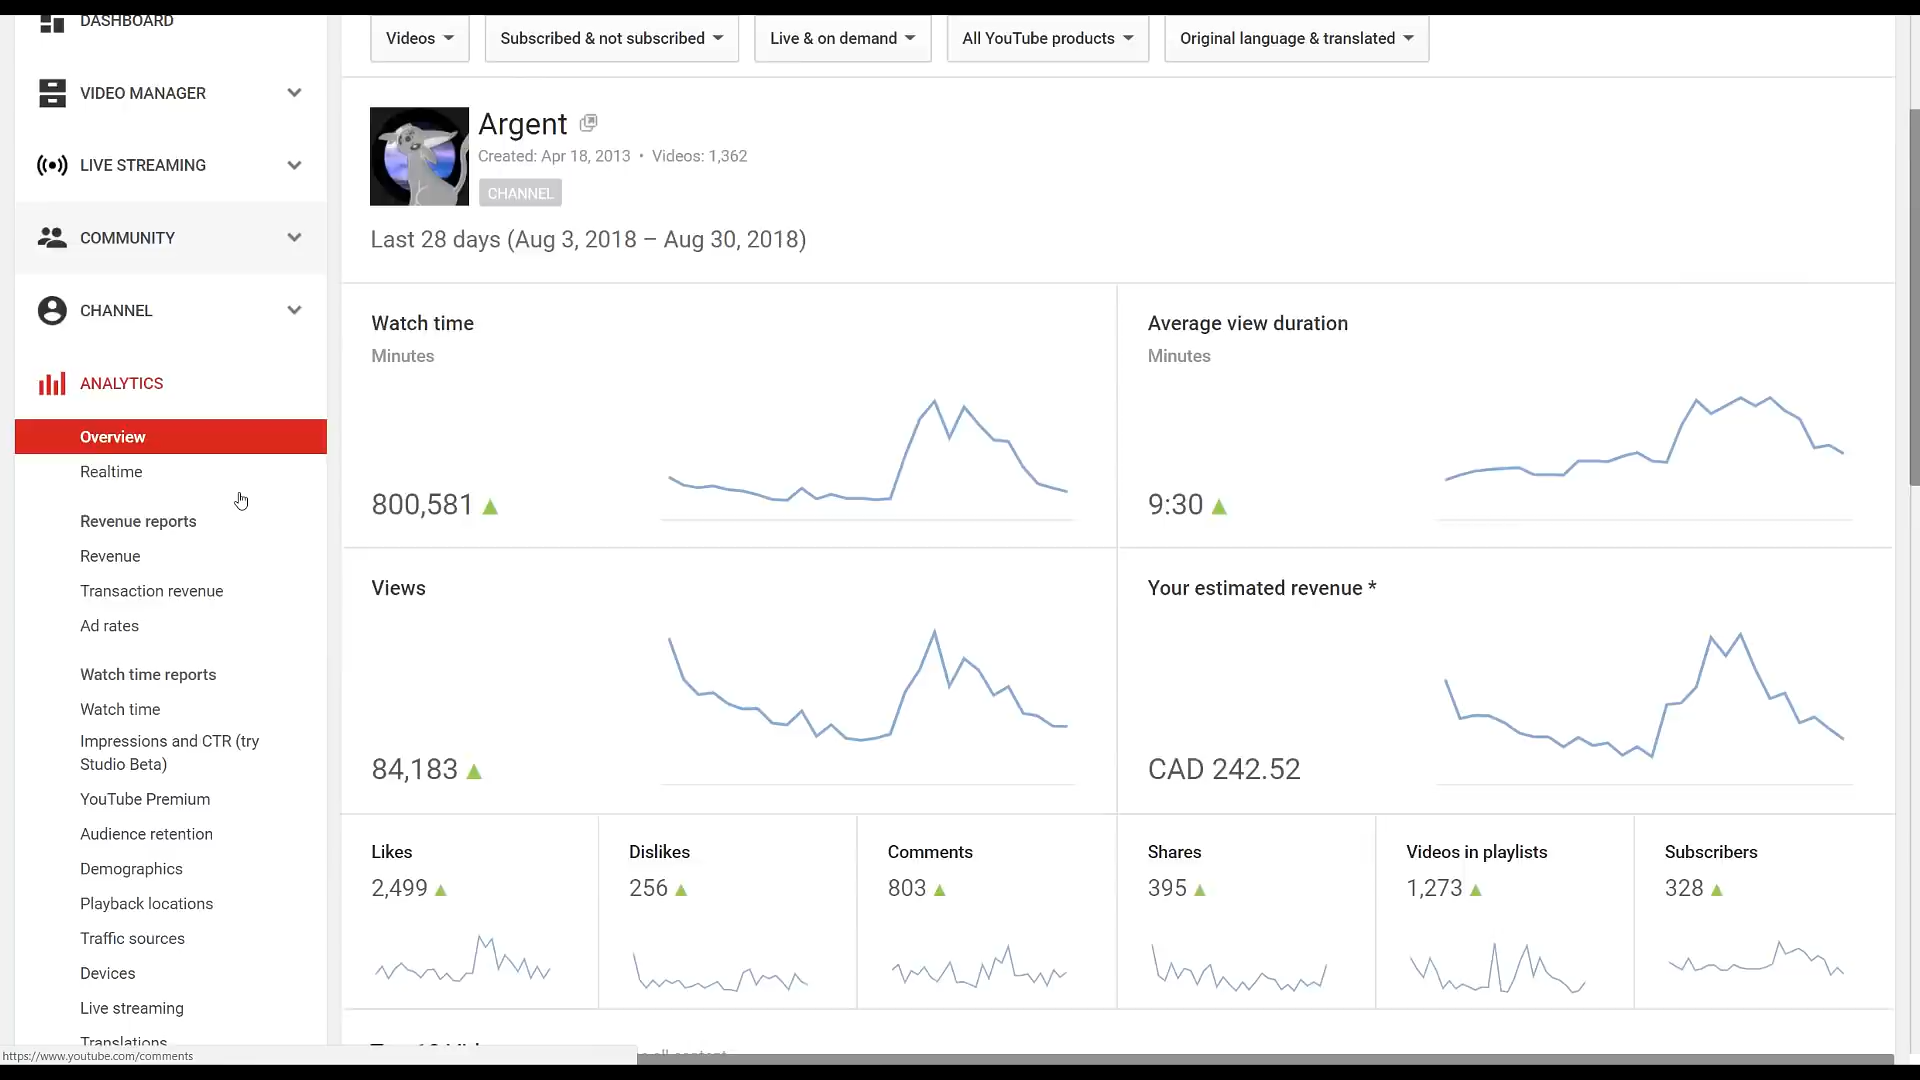 DASHBOARD
VIDEO MANAGER
LIVE STREAMING
COMMUNITY
CHANNEL
ANALYTICS
Overview
Realtime
Revenue reports
Revenue
Transaction revenue
Ad rates
Watch time reports
Watch time
Impressions and CTR (try
Studio Beta)
YouTube Premium
Audience retention
Demographics
Playback locations
Traffic sources
Devices
Live streaming
Translations
https://www.youtube.com/comments
Videos
Subscribed & not subscribed
Live & on demand
All YouTube products
Original language & translated
Argent
Created: Apr 18, 2013 • Videos: 1,362
CHANNEL
Last 28 days (Aug 3, 2018 – Aug 30, 2018)
Watch time
Minutes
800,581
Average view duration
Minutes
9:30
Views
84,183
Your estimated revenue *
CAD 242.52
Likes
2,499
Dislikes
256
Comments
803
Shares
395
Videos in playlists
1,273
Subscribers
328